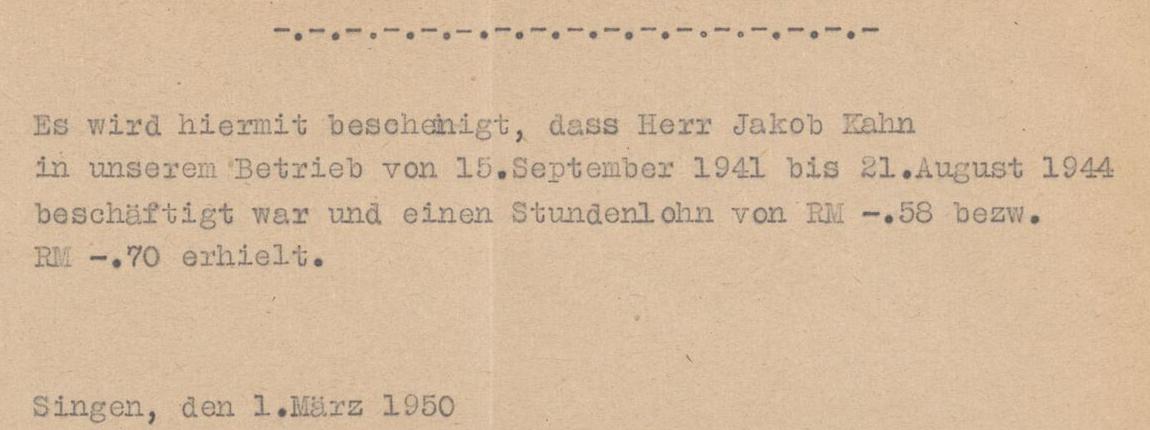 -.-.-.-.-.-.-.-.-.-.-.-.-.-.-.-.-
Es wird hiermit bescheinigt, dass Herr Jakob Kahn
in unserem Betrieb von 15.September 1941 bis 21.August 1944
beschäftigt war und einen Stundenlohn von RM -.58 bezw.
RM -.70 erhielt.
Singen, den 1.März 1950